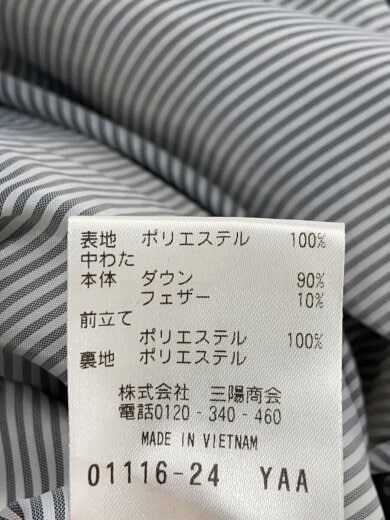 表地 ポリエステル 100%
中わた
本体 ダウン 90%
フェザー 10%
前立て
ポリエステル 100%
裏地 ポリエステル
株式会社 三陽商会
電話0120-340-460
MADE IN VIETNAM
01116-24 YAA